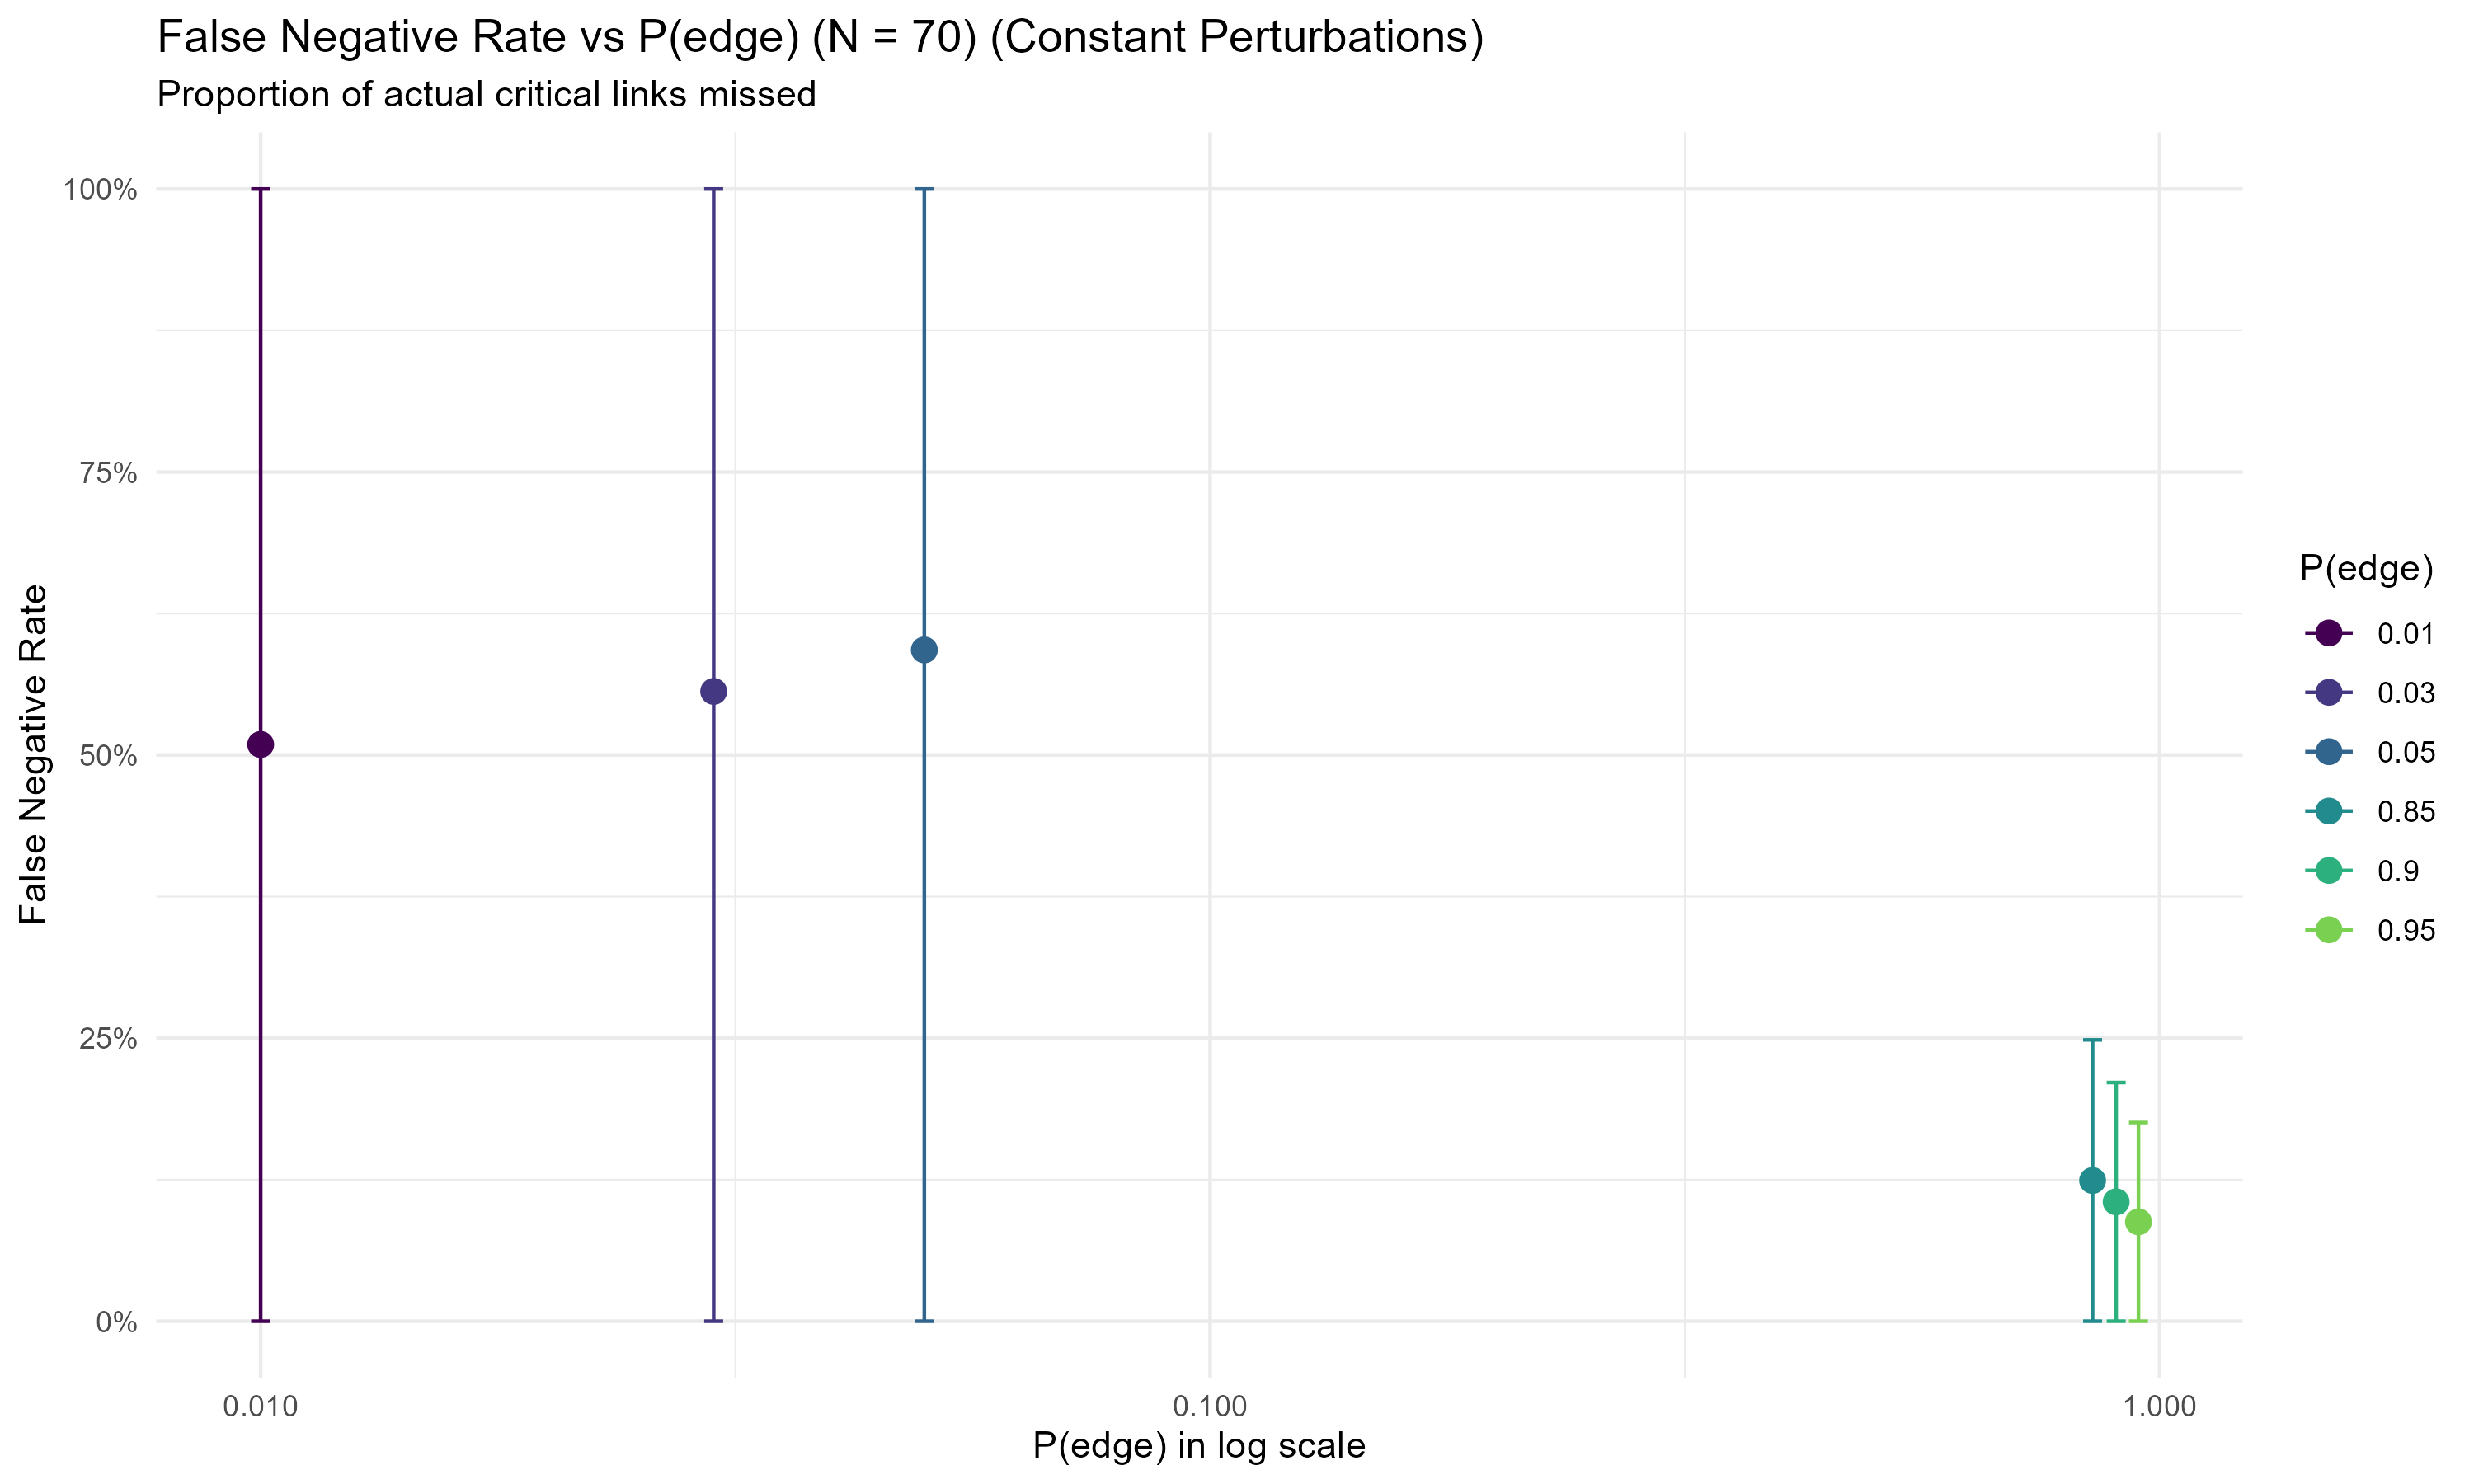 False Negative Rate vs P(edge) (N = 70) (Constant Perturbations)
Proportion of actual critical links missed
100%
75%
50%
25%
0%
False Negative Rate
0.010
0.100
1.000
P(edge) in log scale
P(edge)
0.01
0.03
0.05
0.85
0.9
0.95